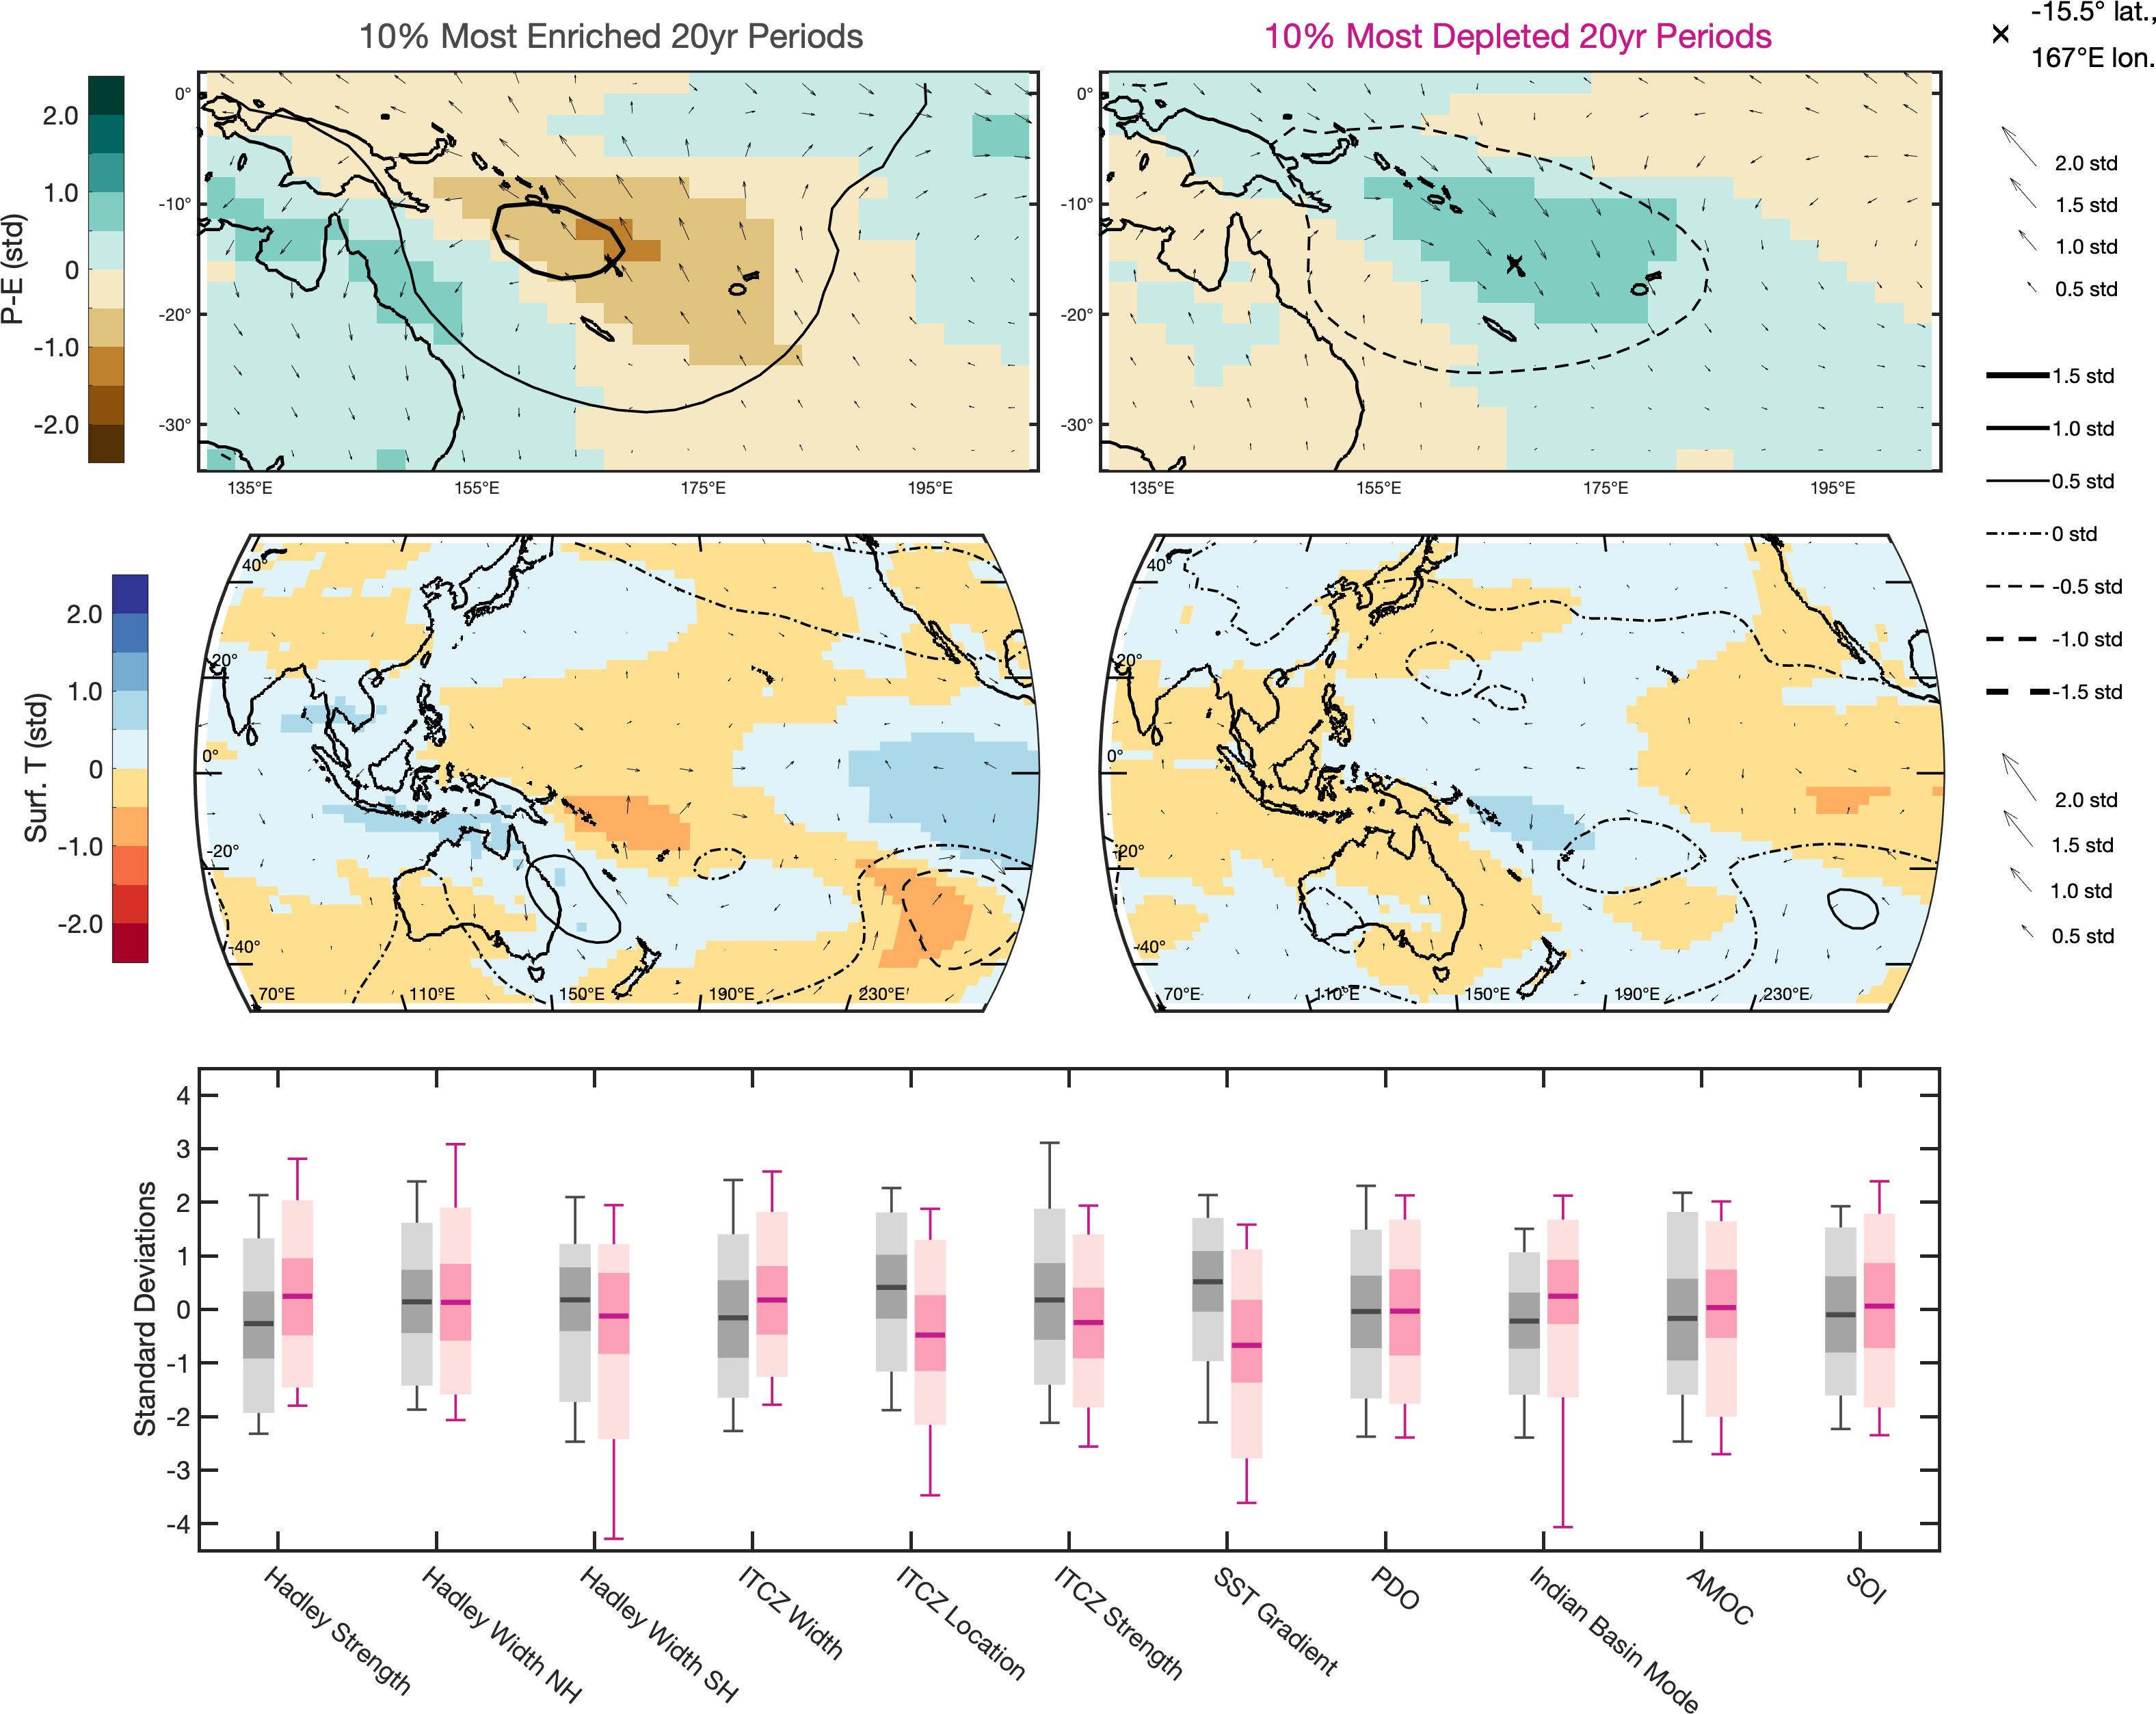 10% Most Enriched 20yr Periods
10% Most Depleted 20yr Periods
-15.5° lat.,
167°E lon.
P-E (std)
2.0
1.0
0
-1.0
-2.0
0°
-10°
-20°
-30°
135°E
155°E
175°E
195°E
0°
-10°
-20°
-30°
135°E
155°E
175°E
195°E
2.0 std
1.5 std
1.0 std
0.5 std
1.5 std
1.0 std
0.5 std
0 std
-0.5 std
-1.0 std
-1.5 std
Surf. T (std)
2.0
1.0
0
-1.0
-2.0
40°
20°
0°
-20°
-40°
70°E
110°E
150°E
190°E
230°E
40°
20°
0°
-20°
-40°
70°E
110°E
150°E
190°E
230°E
2.0 std
1.5 std
1.0 std
0.5 std
Standard Deviations
4
3
2
1
0
-1
-2
-3
-4
Hadley Strength
Hadley Width NH
Hadley Width SH
ITCZ Width
ITCZ Location
ITCZ Strength
SST Gradient
PDO
Indian Basin Mode
AMOC
SOI